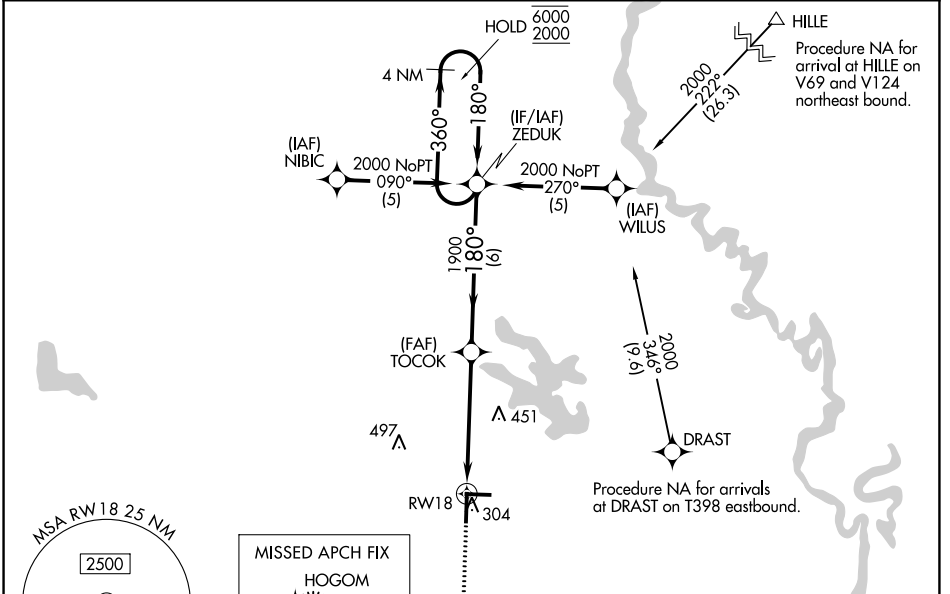 HOLD 6000
2000
HILLE
Procedure NA for
arrival at HILLE on
V69 and V124
northeast bound.
2000
222°
(26.3)
4 NM
360°
180°
(IF/IAF)
ZEDUK
(IAF)
NIBIC
2000 NoPT
090°
(5)
2000 NoPT
270°
(5)
(IAF)
WILUS
1900
180°
(6)
(FAF)
TOCOK
2000
346°
(9.6)
451
497
DRAST
Procedure NA for arrivals
at DRAST on T398 eastbound.
RW18
304
MSA RW18 25 NM
2500
MISSED APCH FIX
HOGOM